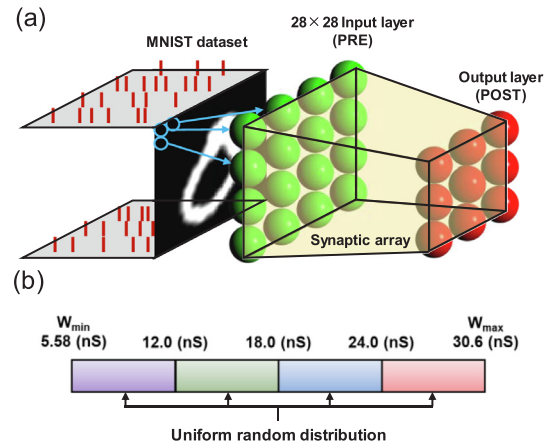 (a)
MNIST dataset
28×28 Input layer
(PRE)
Output layer
(POST)
Synaptic array
(b)
Wmin
5.58 (nS)
12.0 (nS)
18.0 (nS)
24.0 (nS)
Wmax
30.6 (nS)
Uniform random distribution